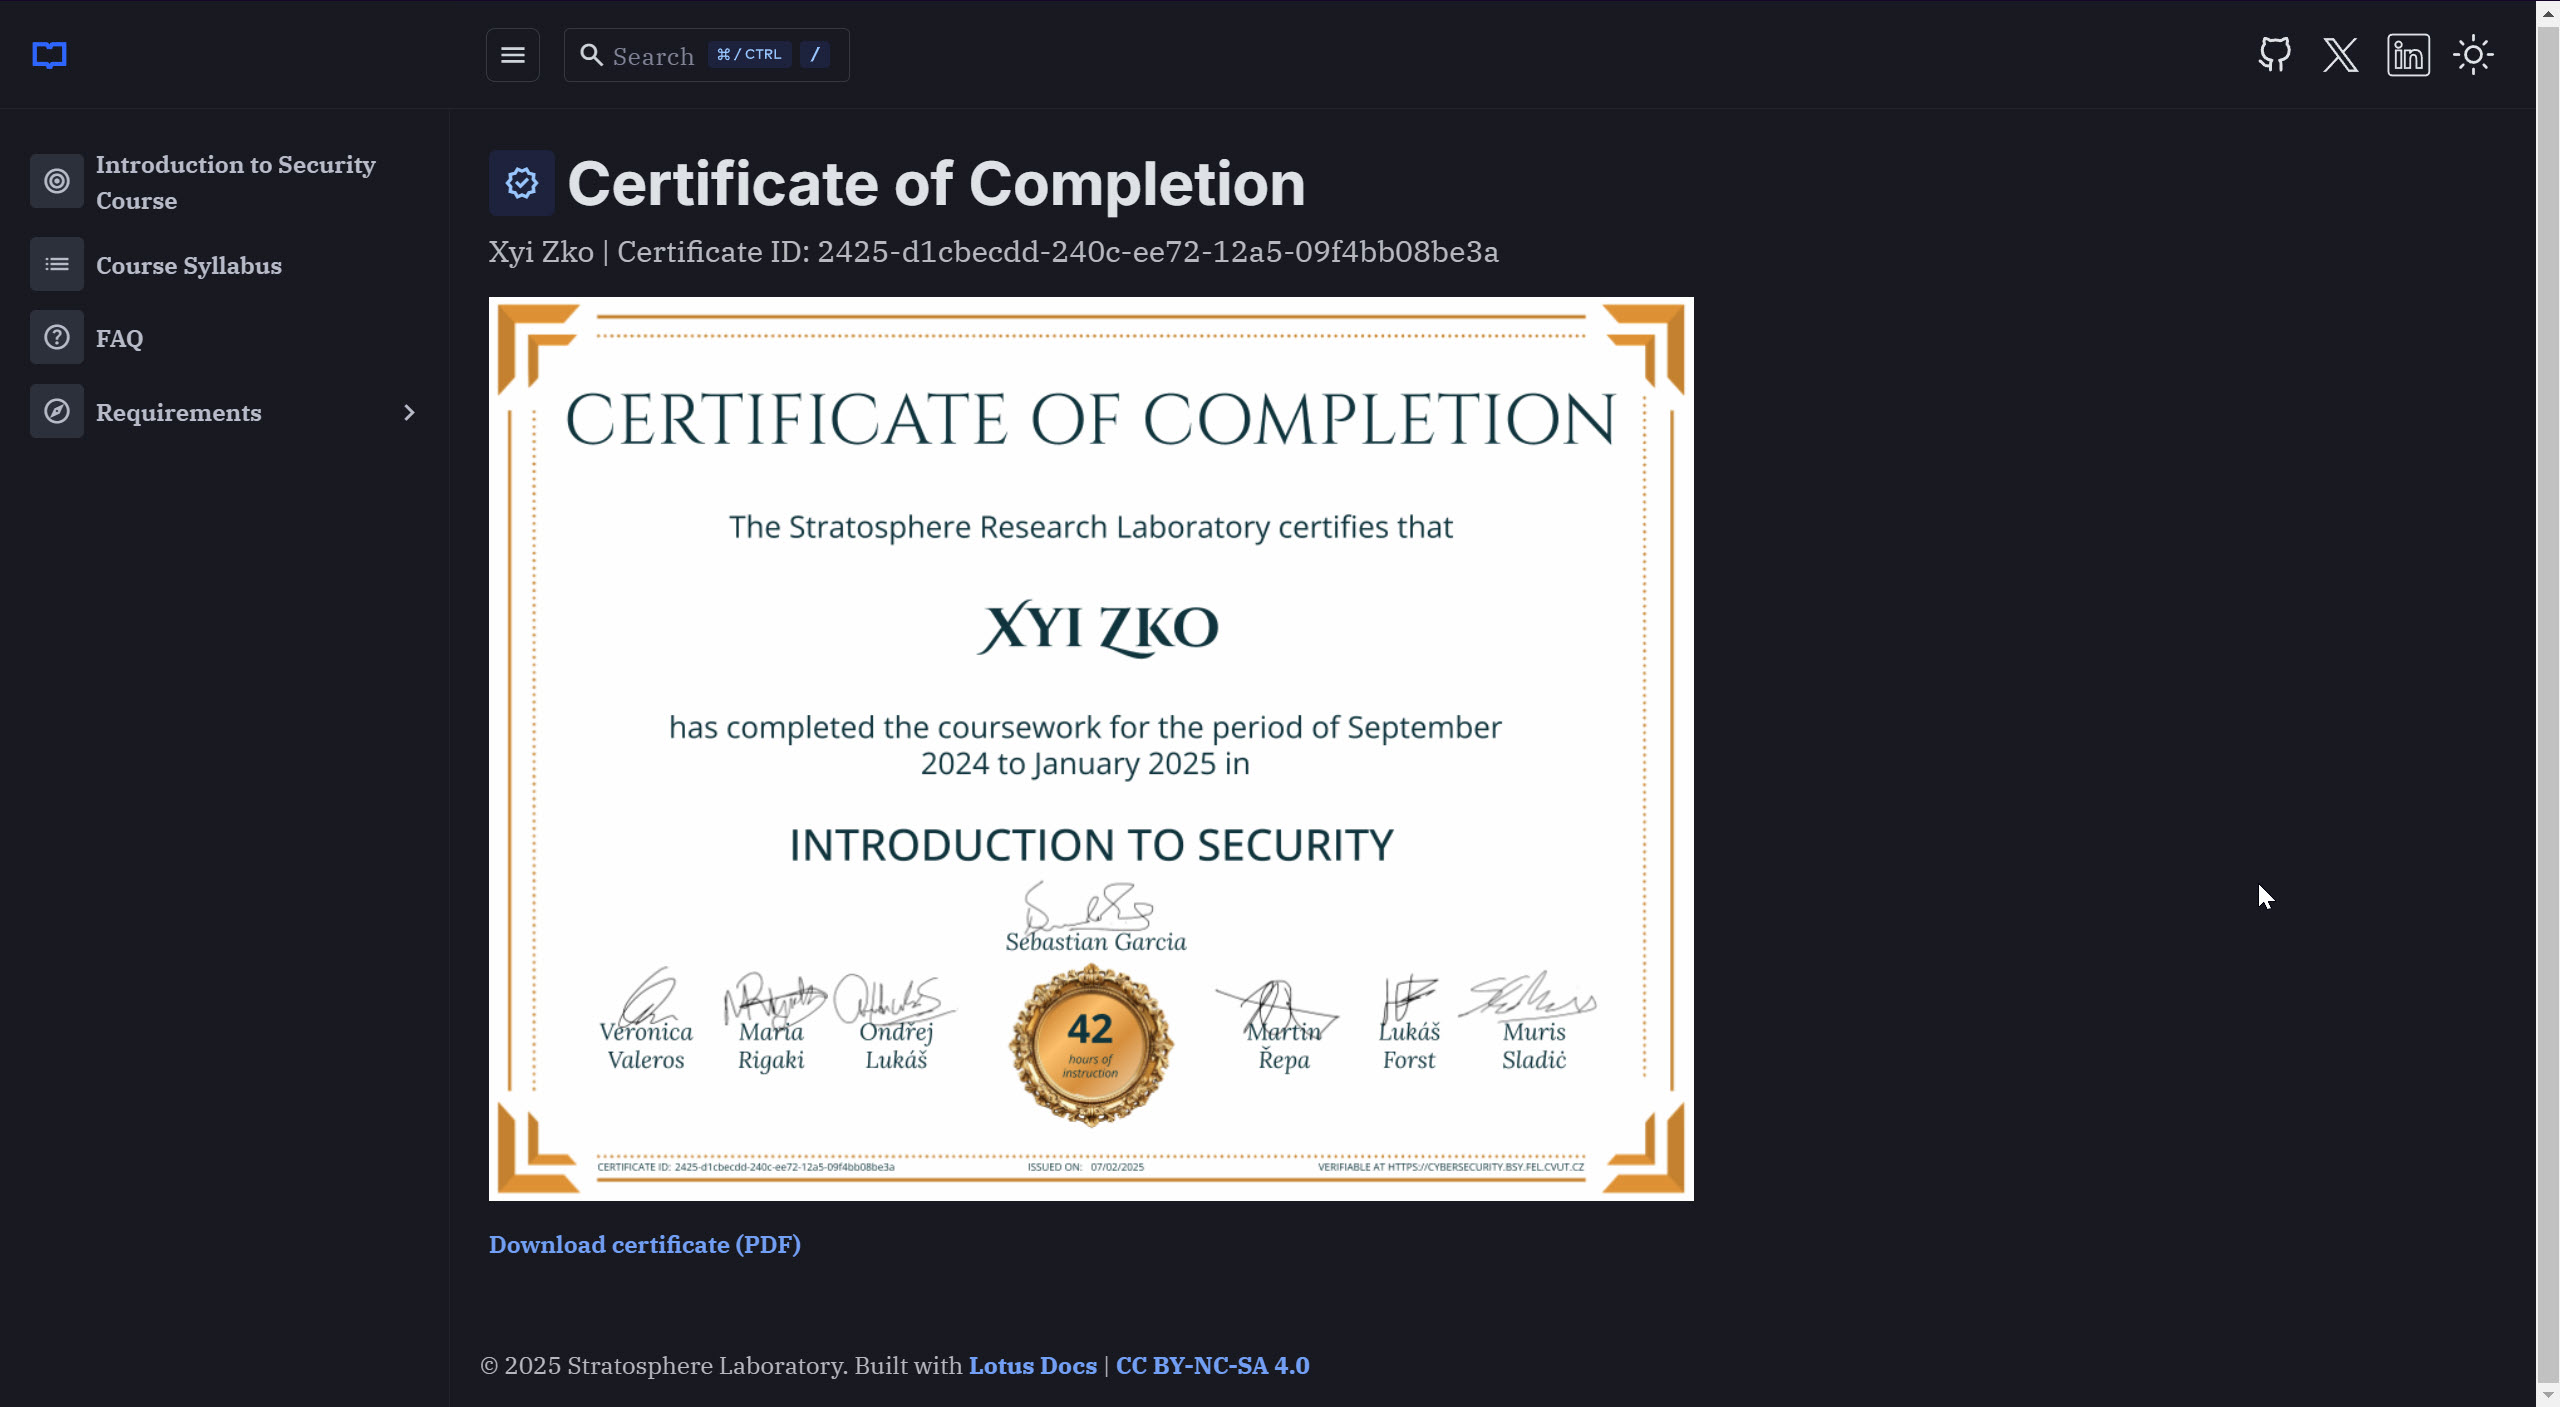 Search ⌘/CTRL /
Introduction to Security
Course
Course Syllabus
FAQ
Requirements
Certificate of Completion
Xyi Zko | Certificate ID: 2425-d1cbecdd-240c-ee72-12a5-09f4bb08be3a
CERTIFICATE OF COMPLETION
The Stratosphere Research Laboratory certifies that
XYI ZKO
has completed the coursework for the period of September
2024 to January 2025 in
INTRODUCTION TO SECURITY
Sebastian Garcia
Veronica
Valeros
Maria
Rigaki
Ondřej
Lukáš
42
hours of
instruction
Martin
Řepa
Lukáš
Forst
Muris
Sladić
CERTIFICATE ID: 2425-d1cbecdd-240c-ee72-12a5-09f4bb08be3a ISSUED ON: 07/02/2025 VERIFIABLE AT HTTPS://CYBERSECURITY.BSY.FEL.CVUT.CZ
Download certificate (PDF)
© 2025 Stratosphere Laboratory. Built with Lotus Docs | CC BY-NC-SA 4.0